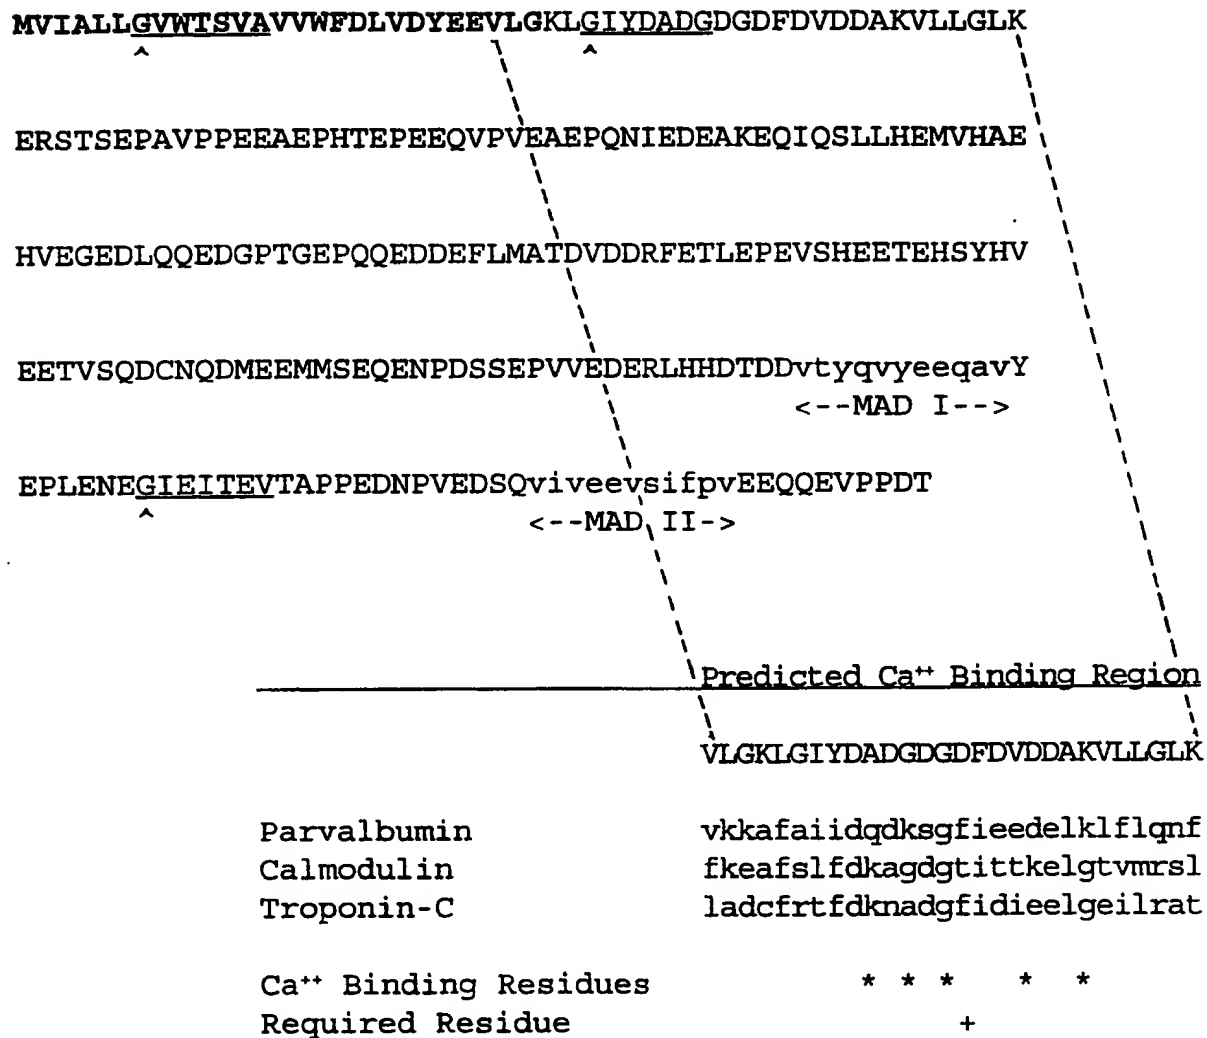 MVIALLGVWTSVAVVWFDLVDYEEVLGKLGIYDADGDGDFDVDDAKVLLGLK
^ ^
ERSTSEPAVPPEEAEPHTEPEEQVPVEAEPQNIEDEAKEQIQSLLHEMVHAE
HVEGEDLQQEDGPTGEPQQEDDEFLMATDVDDRFETLEPEVSHEETEHSYHV
EETVSQDCNQDMEEMMSEQENPDSSEPVVEDERLHHDTDDvtyqvyeeqavY
<--MAD I-->
EPLENEGIEITEVTAPPEDNPVEDSQviveevsifpvEEQQEVPPDT
^ <--MAD II->
Predicted Ca++ Binding Region
VLGKLGIYDADGDGDFDVDDAKVLLGLK
Parvalbumin vkkafaiidqdksgfieedelklflqnf
Calmodulin fkeafslfdkagdgtittkelgtvmrsl
Troponin-C ladcfrtfdknadgfidieelgeilrat
Ca++ Binding Residues * * * * *
Required Residue +